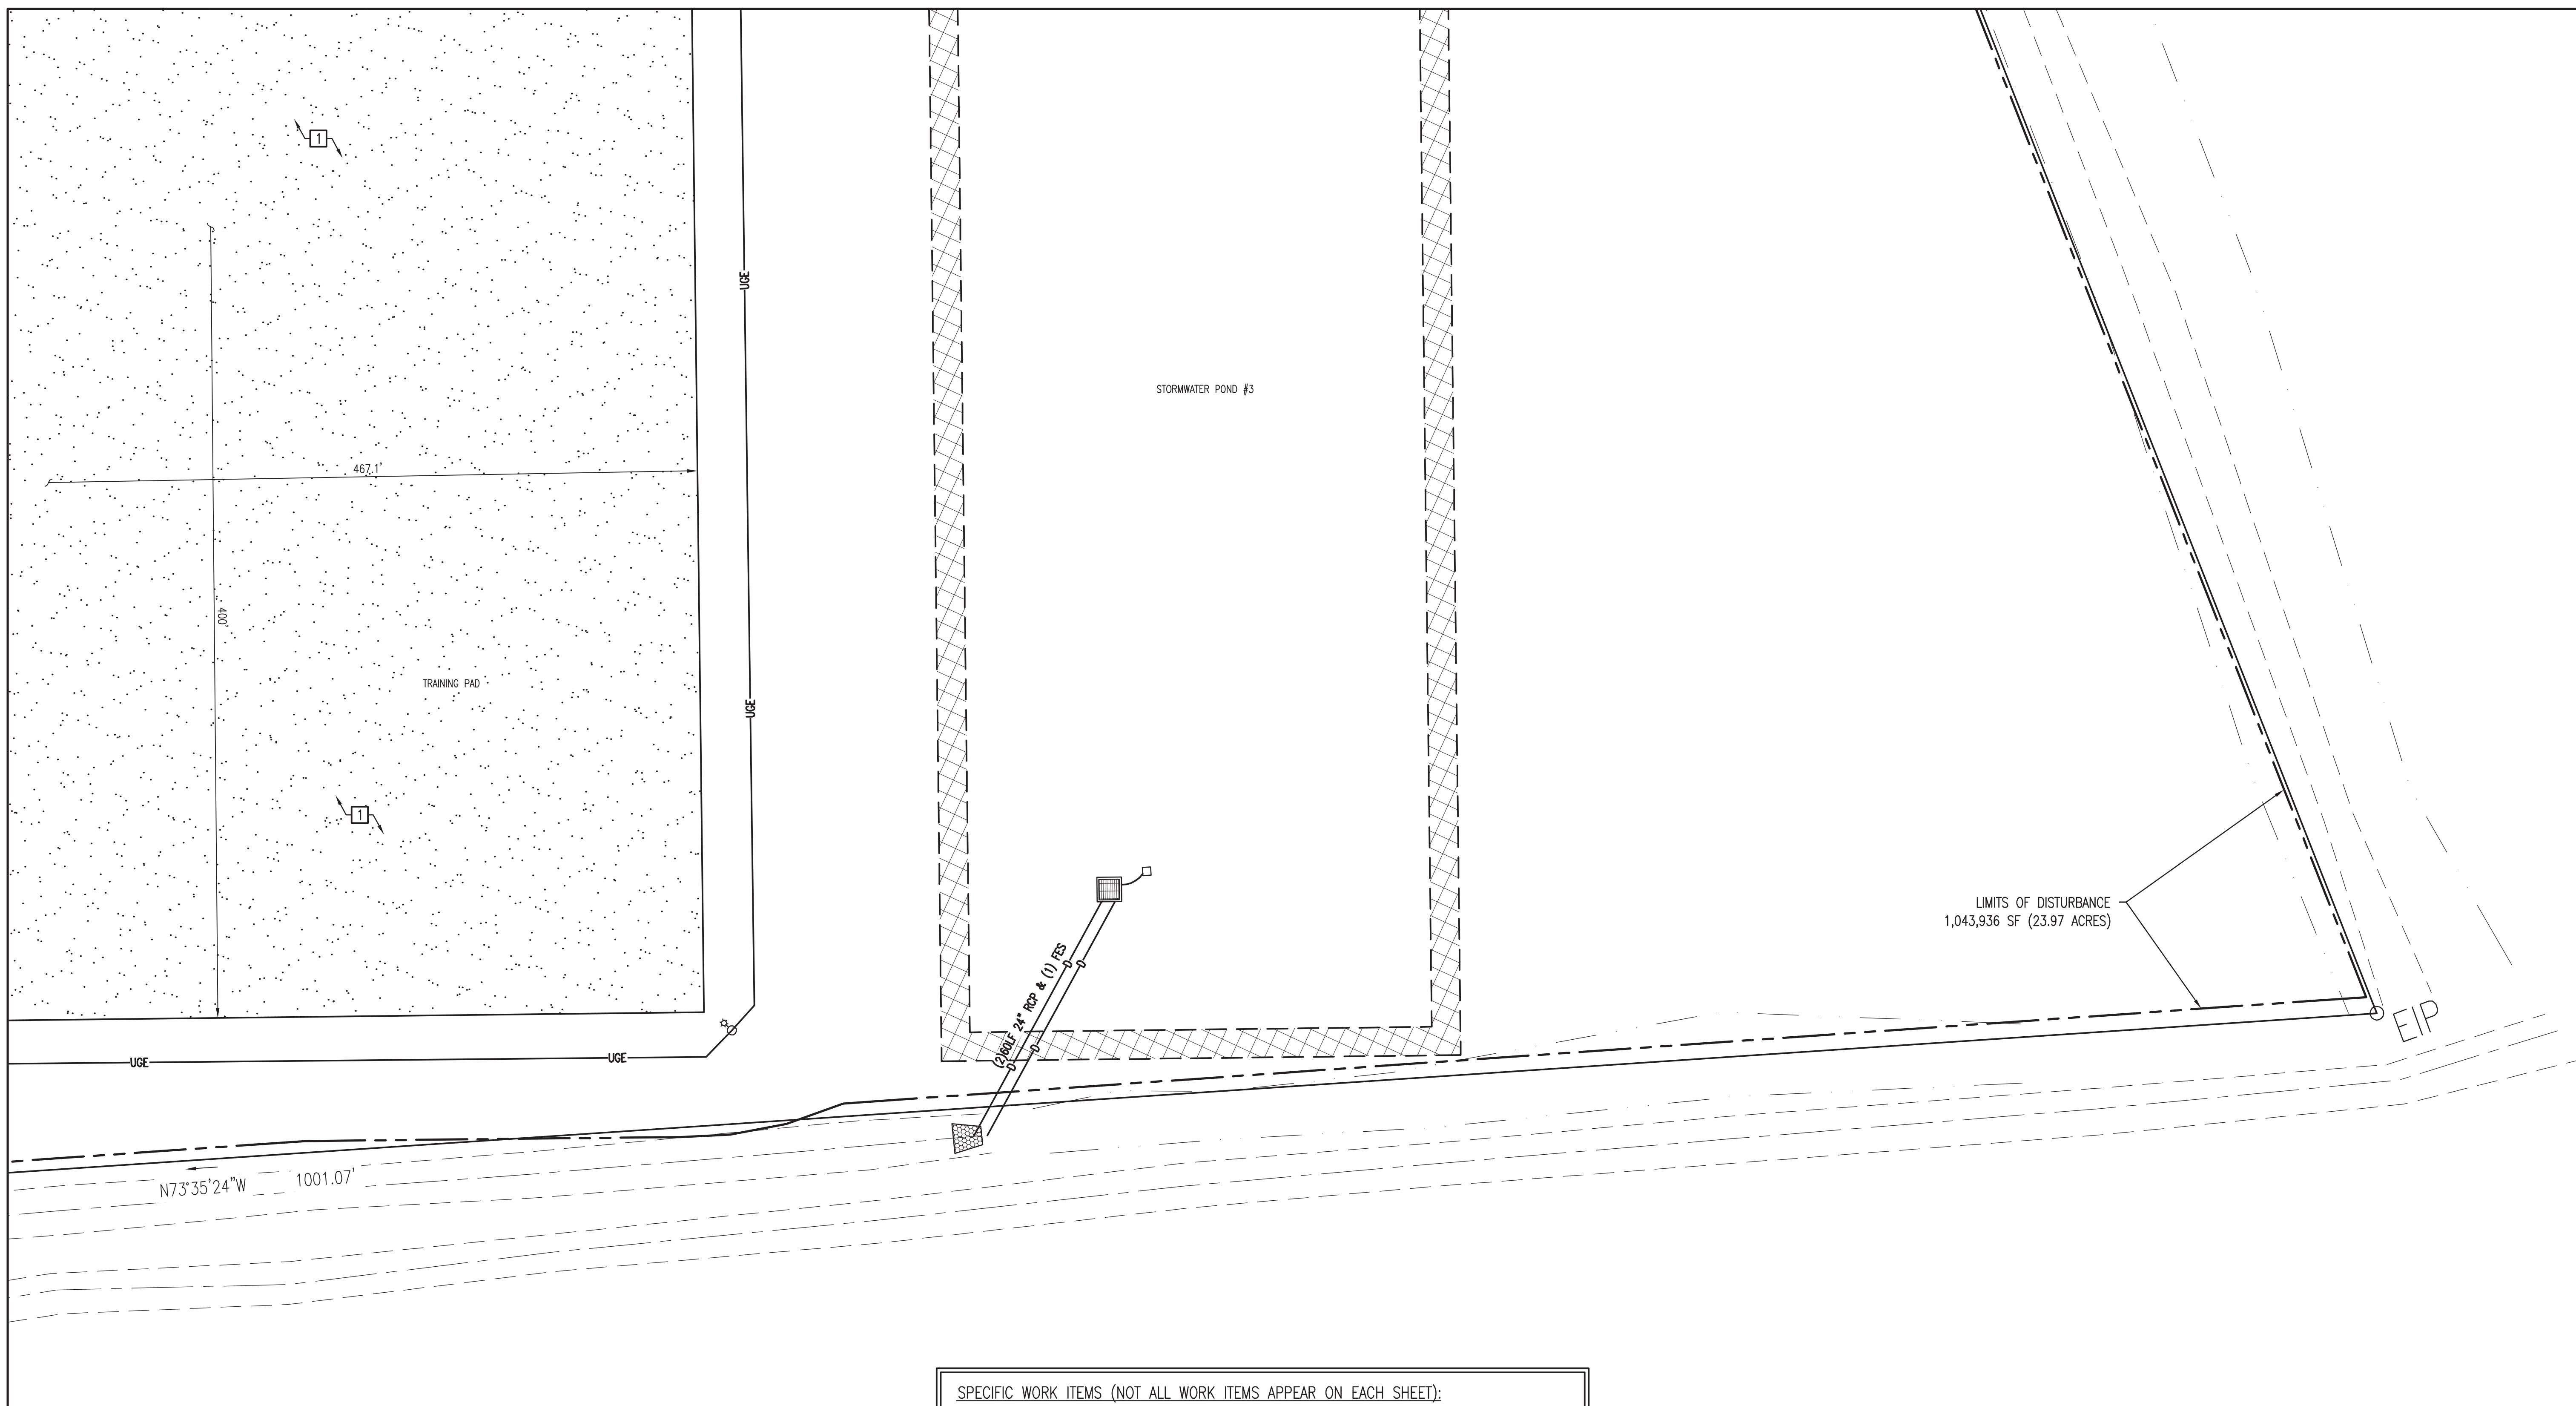 1
UGE
STORMWATER POND #3
467.1'
400'
TRAINING PAD
UGE
1
LIMITS OF DISTURBANCE
1,043,936 SF (23.97 ACRES)
(2)60LF 24" RCP & (1) FES
D
D
D
D
EIP
UGE
UGE
N73°35'24"W 1001.07'
SPECIFIC WORK ITEMS (NOT ALL WORK ITEMS APPEAR ON EACH SHEET):